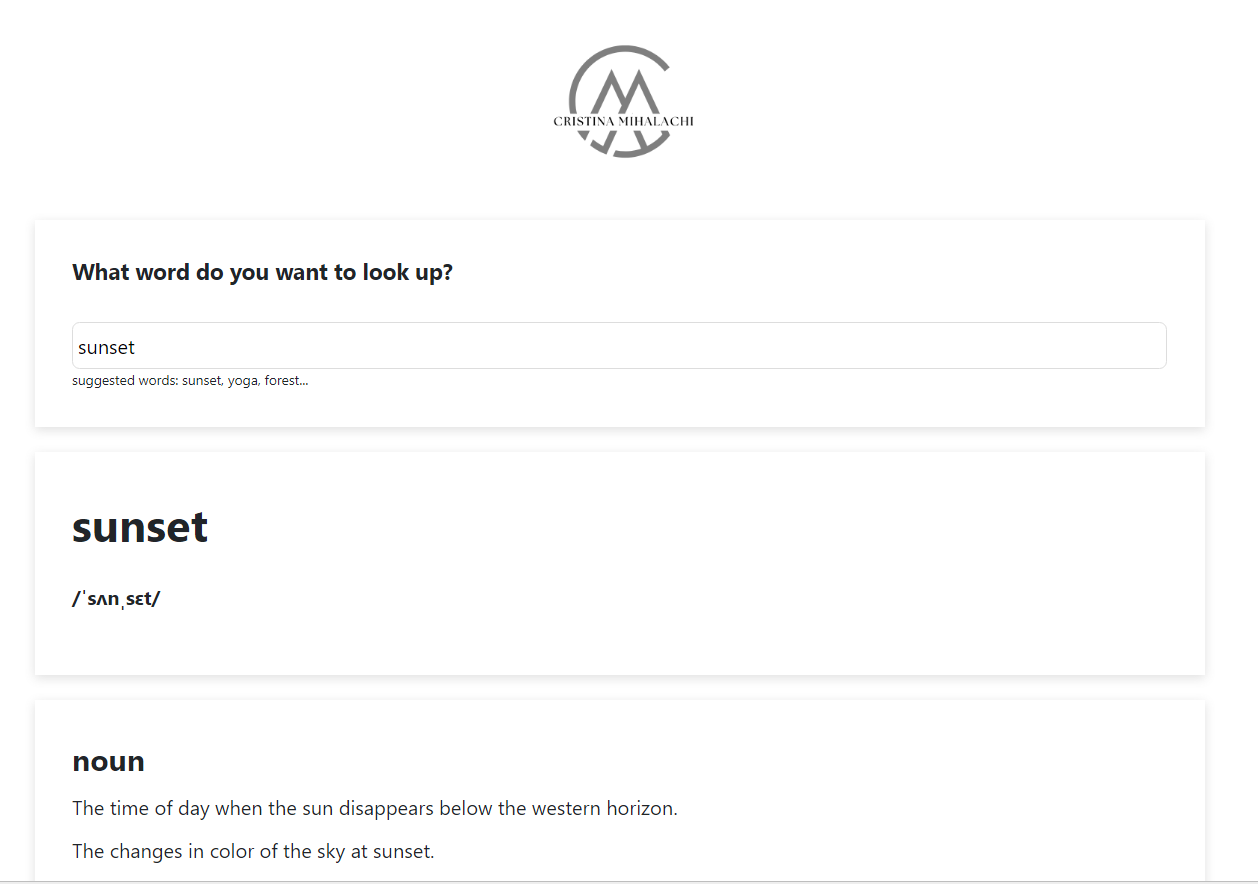 CRISTINA MIHALACHI
What word do you want to look up?
sunset
suggested words: sunset, yoga, forest...
sunset
/ˈsʌnˌsɛt/
noun
The time of day when the sun disappears below the western horizon.
The changes in color of the sky at sunset.